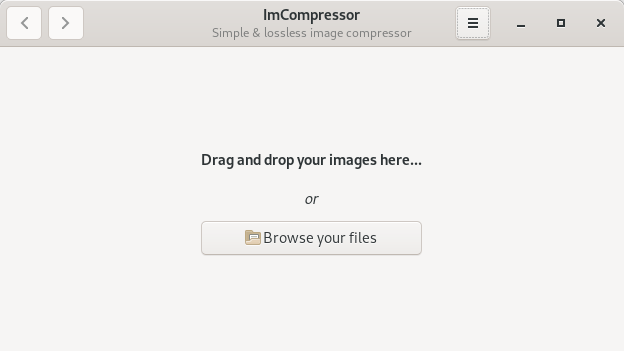 ImCompressor
Simple & lossless image compressor
Drag and drop your images here...
or
Browse your files